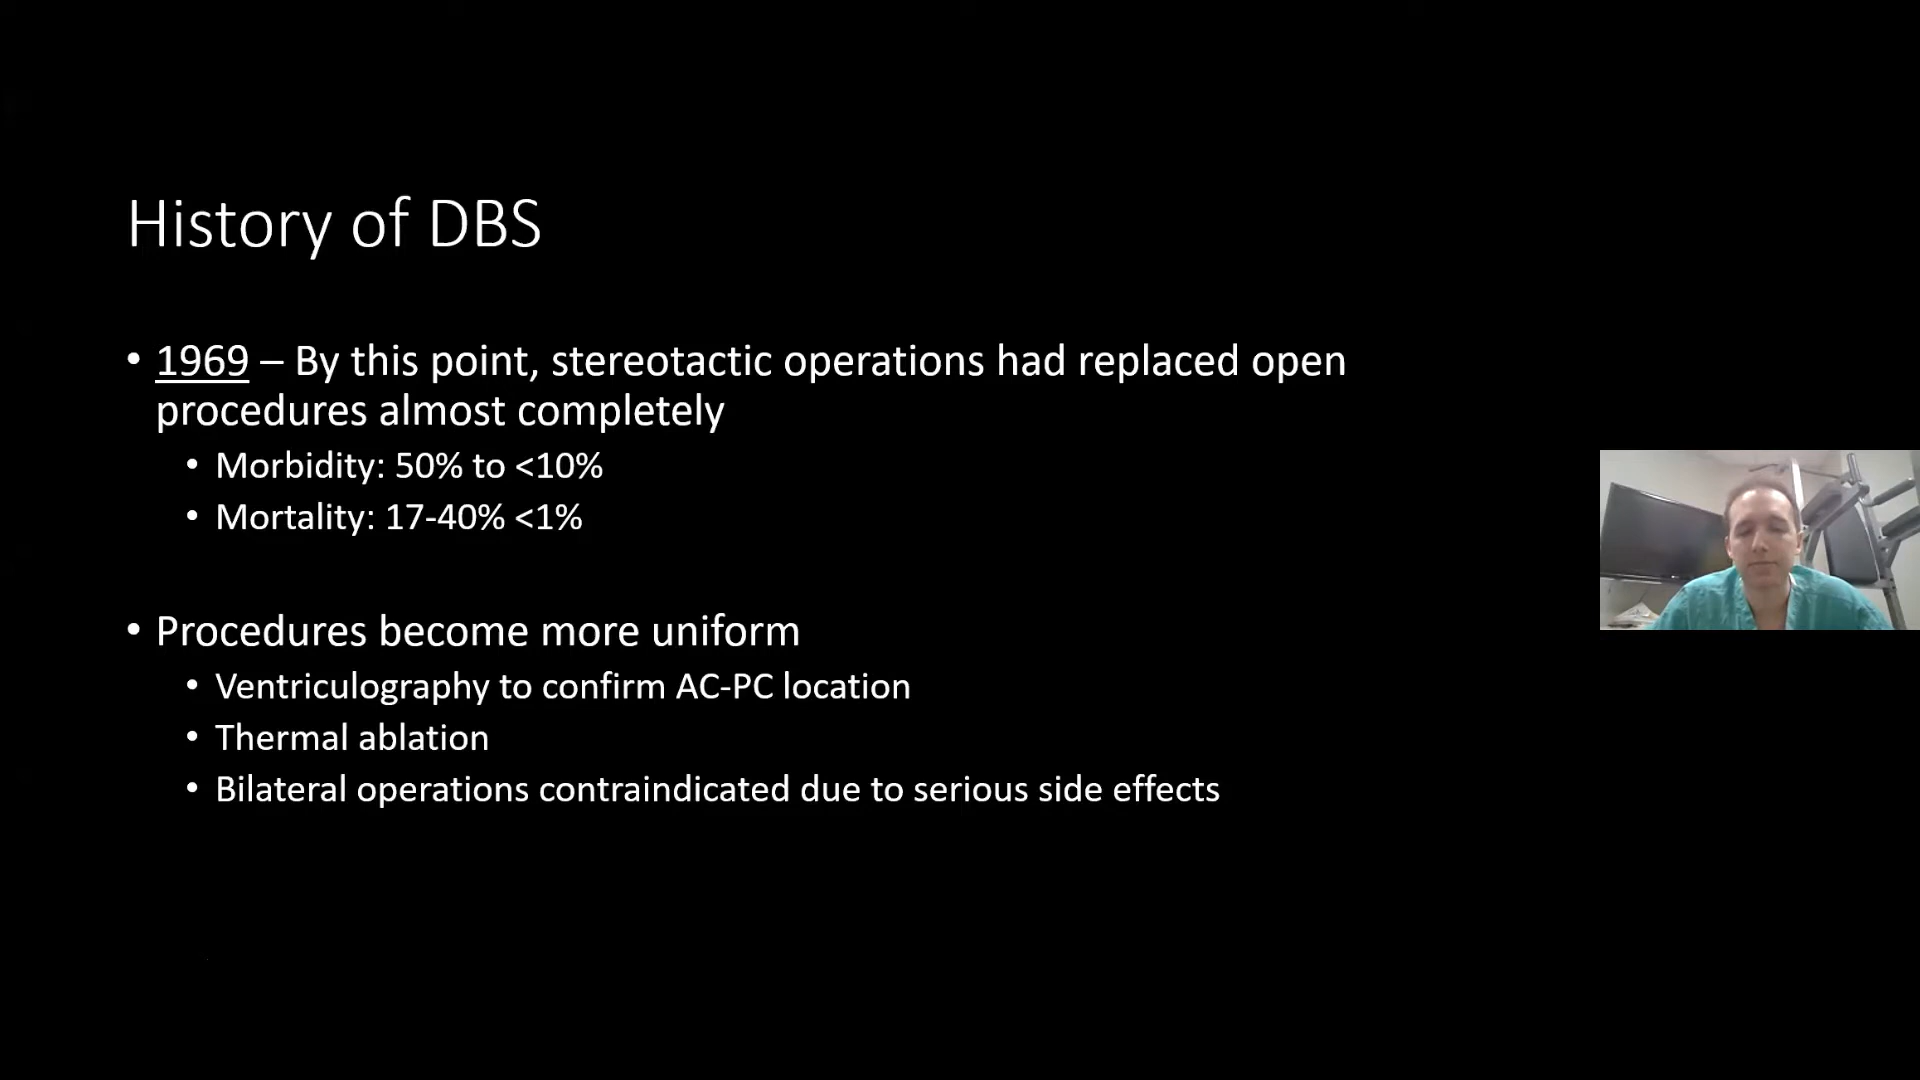 History of DBS
• 1969 – By this point, stereotactic operations had replaced open
procedures almost completely
• Morbidity: 50% to <10%
• Mortality: 17-40% <1%
• Procedures become more uniform
• Ventriculography to confirm AC-PC location
• Thermal ablation
• Bilateral operations contraindicated due to serious side effects